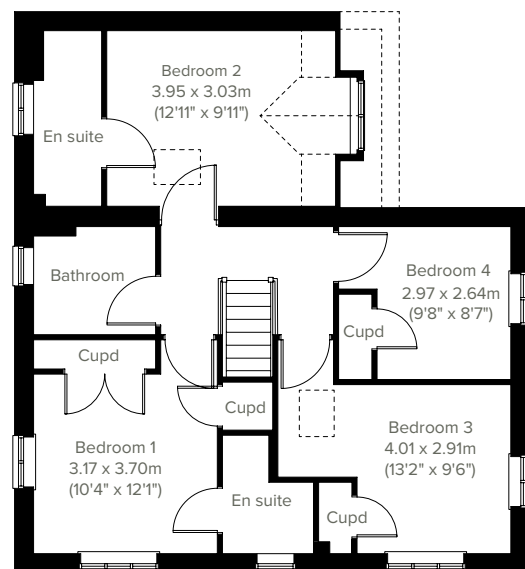 Bedroom 2
3.95 x 3.03m
(12'11" x 9'11")
En suite
Bathroom
Bedroom 4
2.97 x 2.64m
(9'8" x 8'7")
Cupd
Cupd
Cupd
Bedroom 1
3.17 x 3.70m
(10'4" x 12'1")
Bedroom 3
4.01 x 2.91m
(13'2" x 9'6")
En suite
Cupd